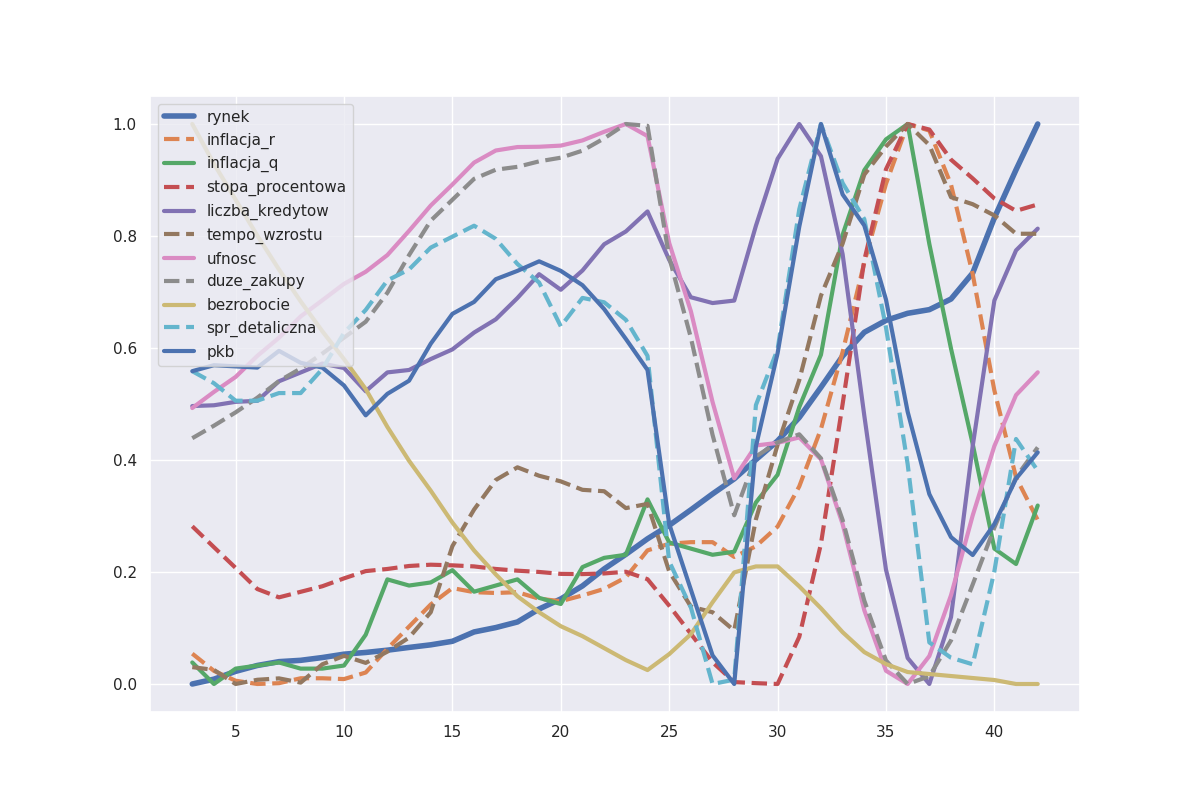 rynek
inflacja_r
inflacja_q
stopa_procentowa
liczba_kredytow
tempo_wzrostu
ufnosc
duze_zakupy
bezrobocie
spr_detaliczna
pkb
1.0
0.8
0.6
0.4
0.2
0.0
5 10 15 20 25 30 35 40